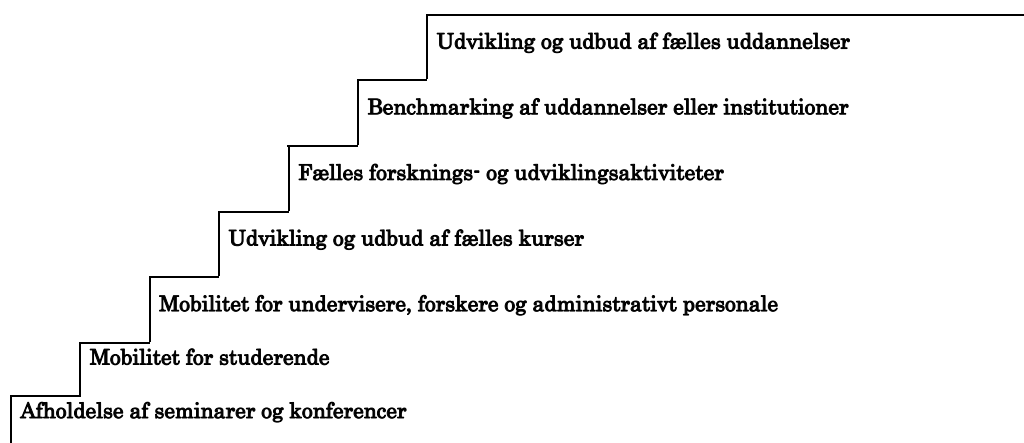 Udvikling og udbud af fælles uddannelser
Benchmarking af uddannelser eller institutioner
Fælles forsknings- og udviklingsaktiviteter
Udvikling og udbud af fælles kurser
Mobilitet for undervisere, forskere og administrativt personale
Mobilitet for studerende
Afholdelse af seminarer og konferencer